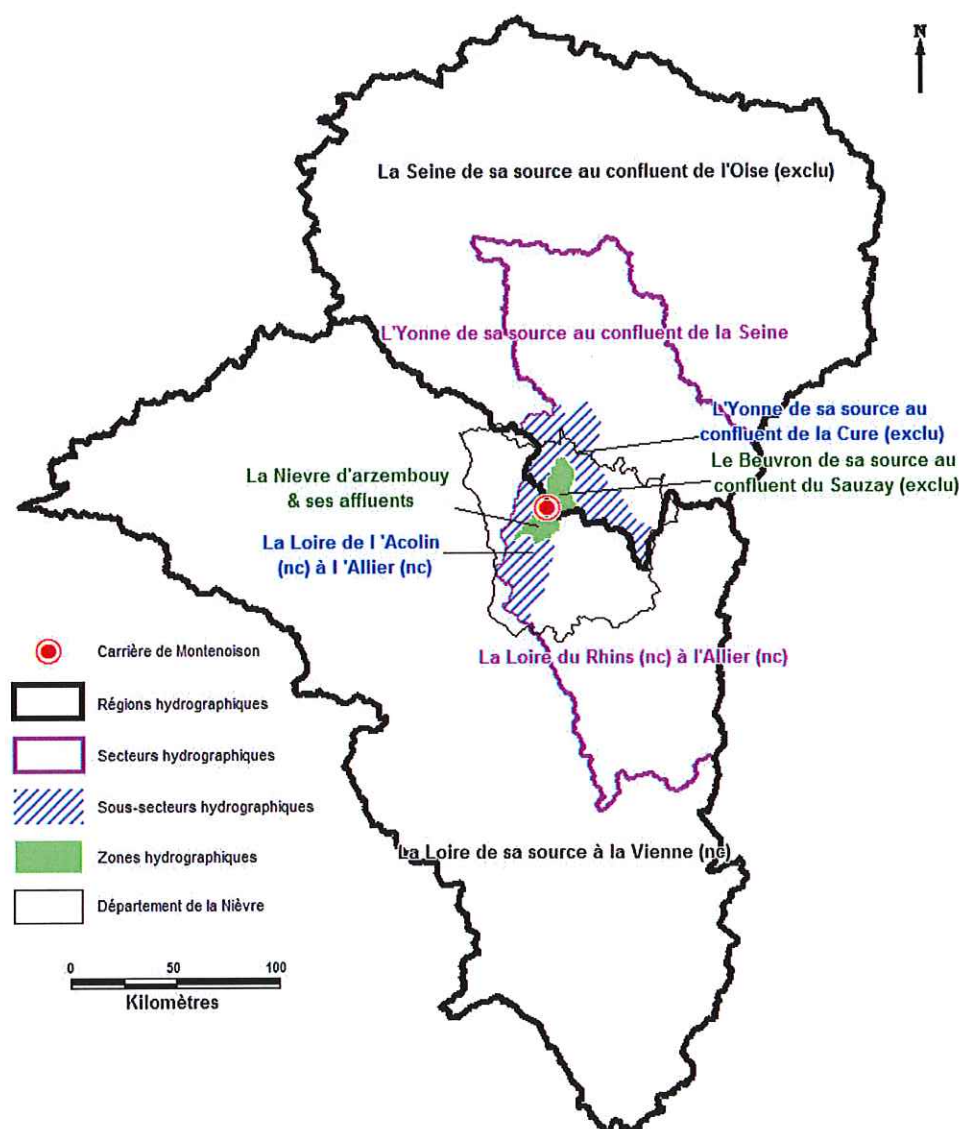 N
La Seine de sa source au confluent de l'Oise (exclu)
L'Yonne de sa source au confluent de la Seine
L'Yonne de sa source au
confluent de la Cure (exclu)
Le Beuvron de sa source au
confluent du Sauzay (exclu)
La Nievre d'arzembouy
& ses affluents
La Loire de l 'Acolin
(nc) à l 'Allier (nc)
La Loire du Rhins (nc) à l'Allier (nc)
La Loire de sa source à la Vienne (nc)
Carrière de Montenoison
Régions hydrographiques
Secteurs hydrographiques
Sous-secteurs hydrographiques
Zones hydrographiques
Département de la Nièvre
0 50 100
Kilomètres